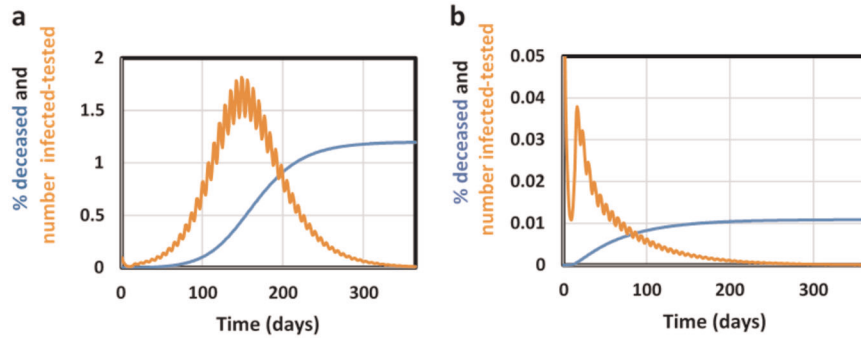 a
% deceased and
number infected-tested
2
1.5
1
0.5
0
0 100 200 300
Time (days)
b
% deceased and
number infected-tested
0.05
0.04
0.03
0.02
0.01
0
0 100 200 300
Time (days)